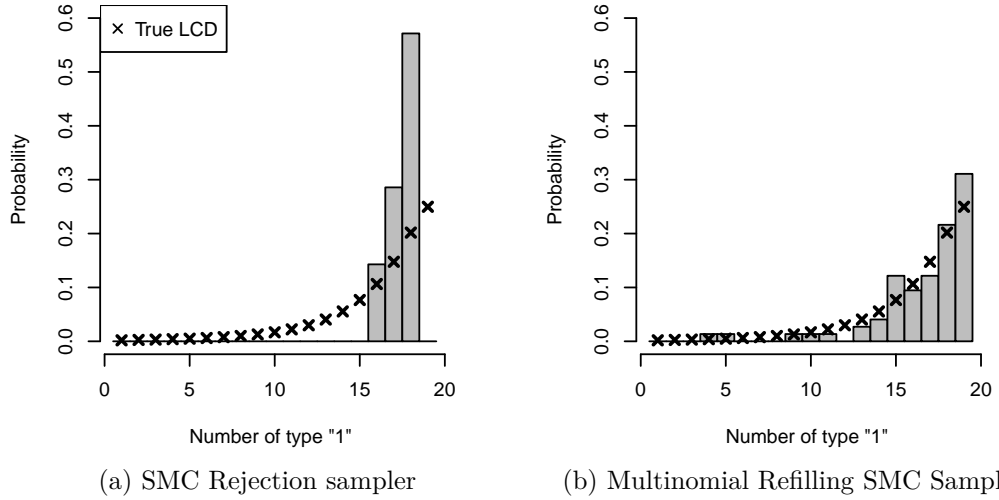 × True LCD
Probability
0.0 0.1 0.2 0.3 0.4 0.5 0.6
0 5 10 15 20
Number of type "1"
(a) SMC Rejection sampler
Probability
0.0 0.1 0.2 0.3 0.4 0.5 0.6
0 5 10 15 20
Number of type "1"
(b) Multinomial Refilling SMC Sampl